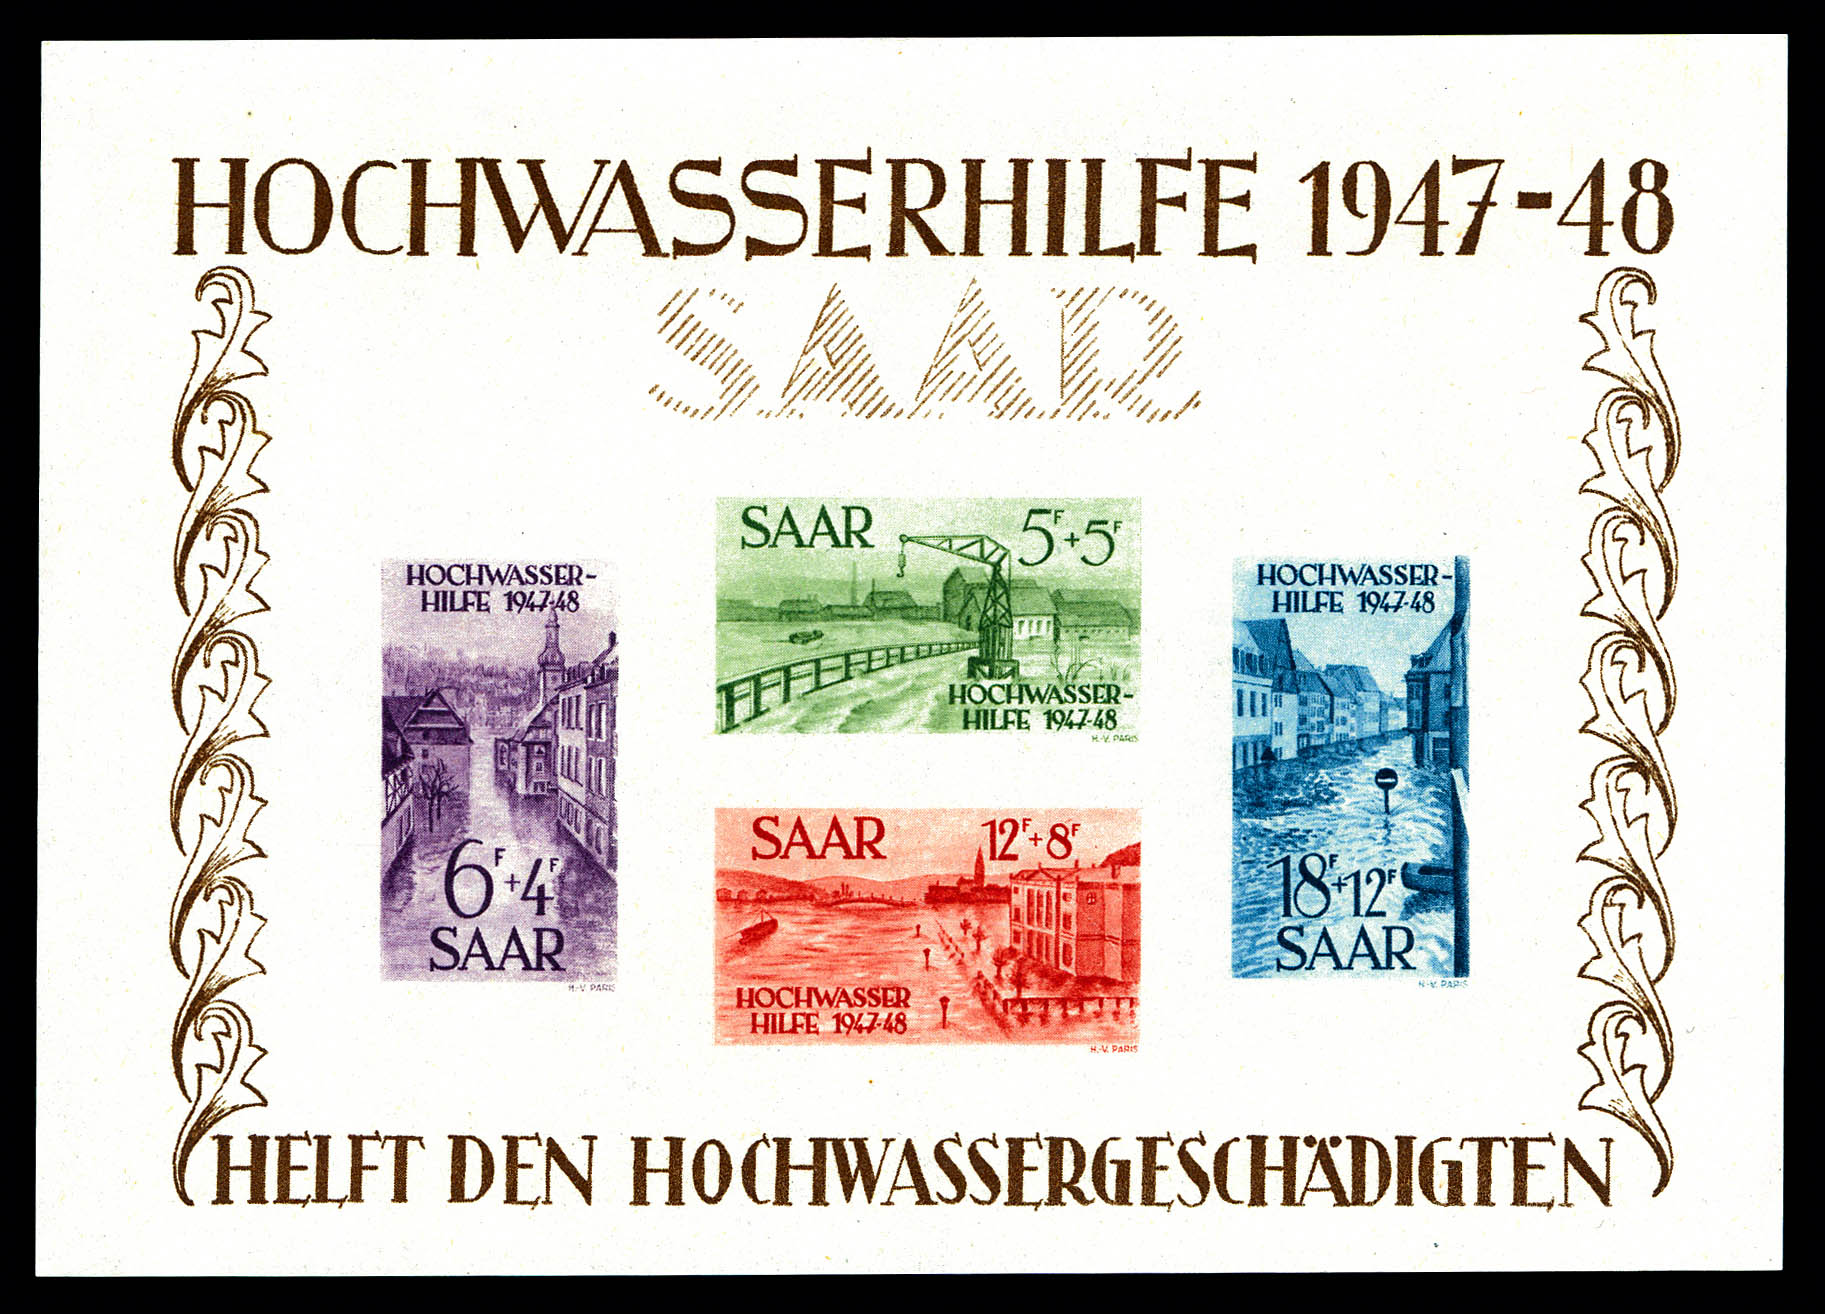 HOCHWASSERHILFE 1947-48
SAAR
HOCHWASSER-
HILFE 1947-48
6F+4F
SAAR
H.-V. PARIS
SAAR 5F+5F
HOCHWASSER-
HILFE 1947-48
H.-V. PARIS
SAAR 12F+8F
HOCHWASSER
HILFE 1947-48
H.-V. PARIS
HOCHWASSER-
HILFE 1947-48
18F+12F
SAAR
H.-V. PARIS
HELFT DEN HOCHWASSERGESCHÄDIGTEN